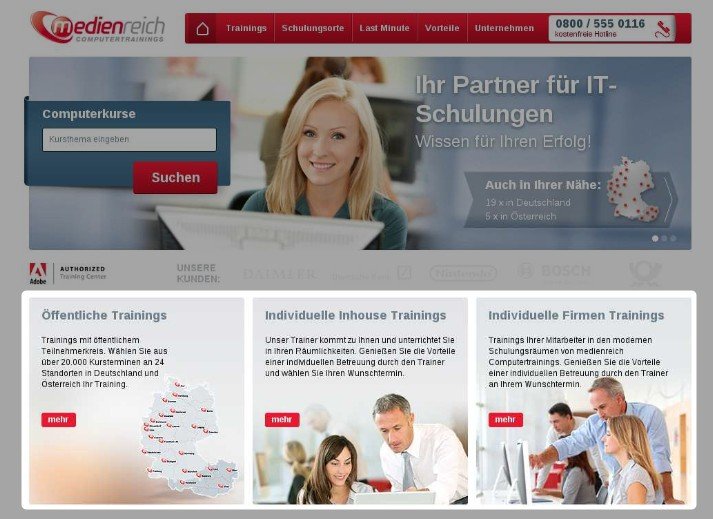 medienreich
COMPUTERTRAININGS
Trainings
Schulungsorte
Last Minute
Vorteile
Unternehmen
0800 / 555 0116
kostenfreie Hotline
Ihr Partner für IT-
Schulungen
Wissen für Ihren Erfolg!
Computerkurse
Kursthema eingeben
Suchen
Auch in Ihrer Nähe:
19 x in Deutschland
5 x in Österreich
Adobe
AUTHORIZED
Training Center
UNSERE
KUNDEN:
DAIMLER
Deutsche Bank
Nintendo
BOSCH
Öffentliche Trainings
Trainings mit öffentlichem
Teilnehmerkreis. Wählen Sie aus
über 20.000 Kursterminen an 24
Standorten in Deutschland und
Österreich Ihr Training.
mehr
Individuelle Inhouse Trainings
Unser Trainer kommt zu Ihnen und unterrichtet Sie
in Ihren Räumlichkeiten. Genießen Sie die Vorteile
einer individuellen Betreuung durch den Trainer
und wählen Sie Ihren Wunschtermin.
mehr
Individuelle Firmen Trainings
Trainings Ihrer Mitarbeiter in den modernen
Schulungsräumen von medienreich
Computertrainings. Genießen Sie die Vorteile
einer individuellen Betreuung durch den Trainer
an Ihrem Wunschtermin.
mehr